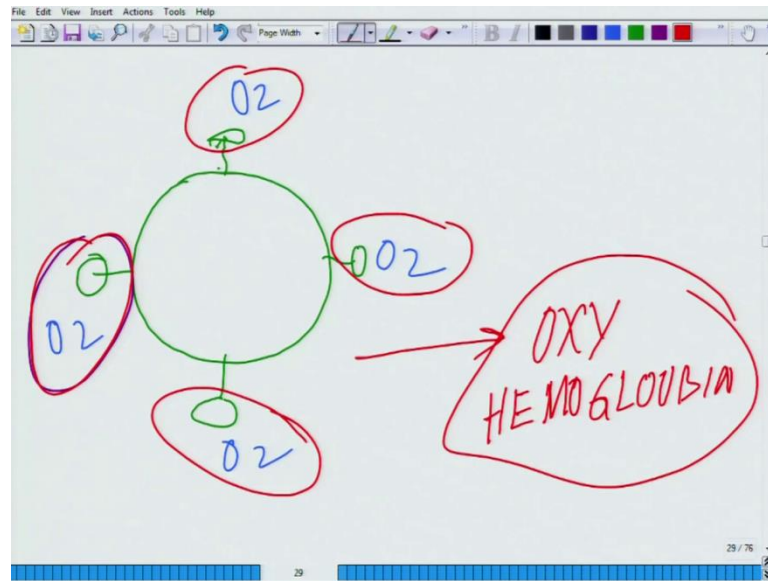 File Edit View Insert Actions Tools Help
Page Width
B I
O2
O2
O2
O2
OXY
HEMOGLOUBIN
29 / 76
29